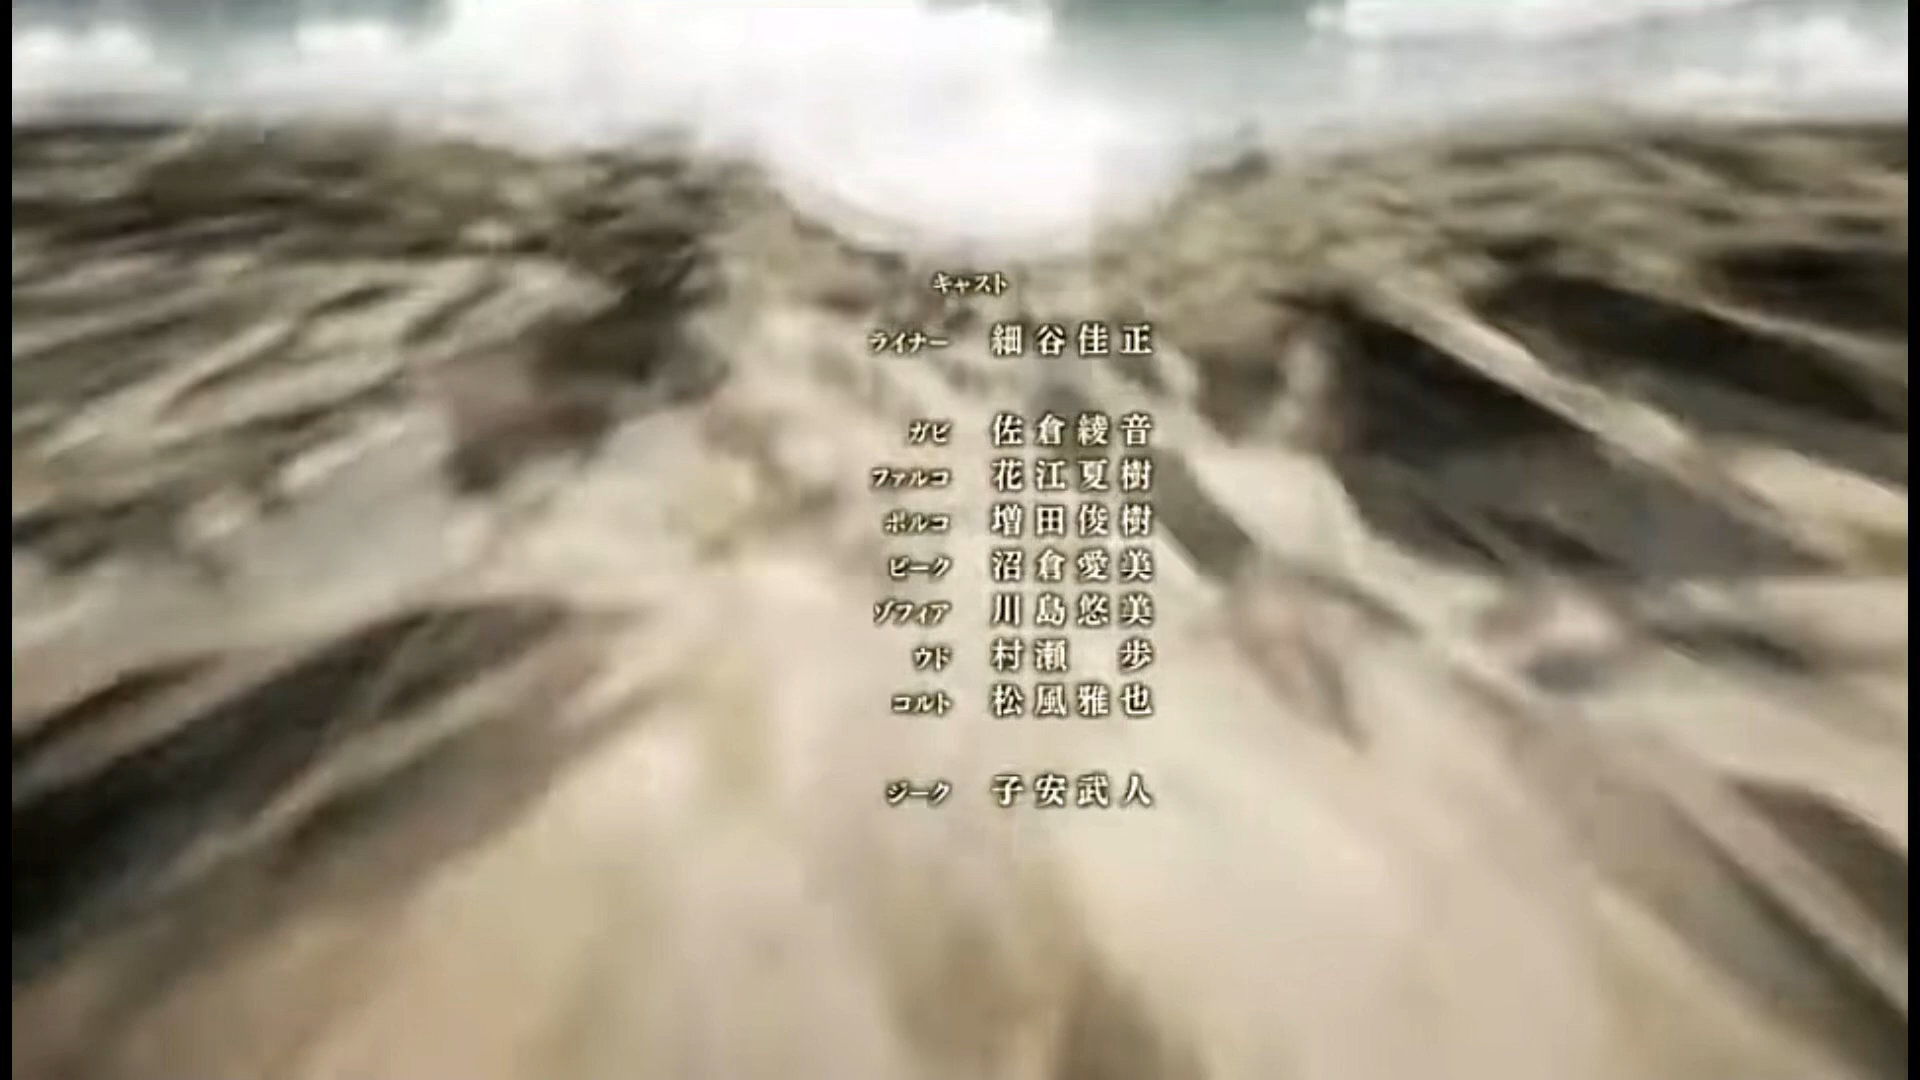 キャスト
ライナー 細谷佳正
ガビ 佐倉綾音
ファルコ 花江夏樹
ポルコ 増田俊樹
ピーク 沼倉愛美
ゾフィア 川島悠美
ウド 村瀬 歩
コルト 松風雅也
ジーク 子安武人